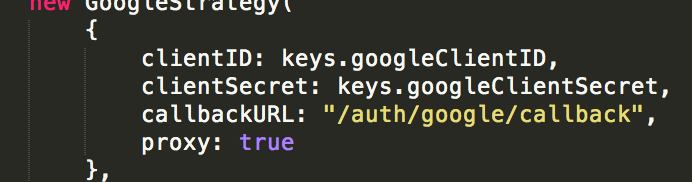 new GoogleStrategy(
{
clientID: keys.googleClientID,
clientSecret: keys.googleClientSecret,
callbackURL: "/auth/google/callback",
proxy: true
},